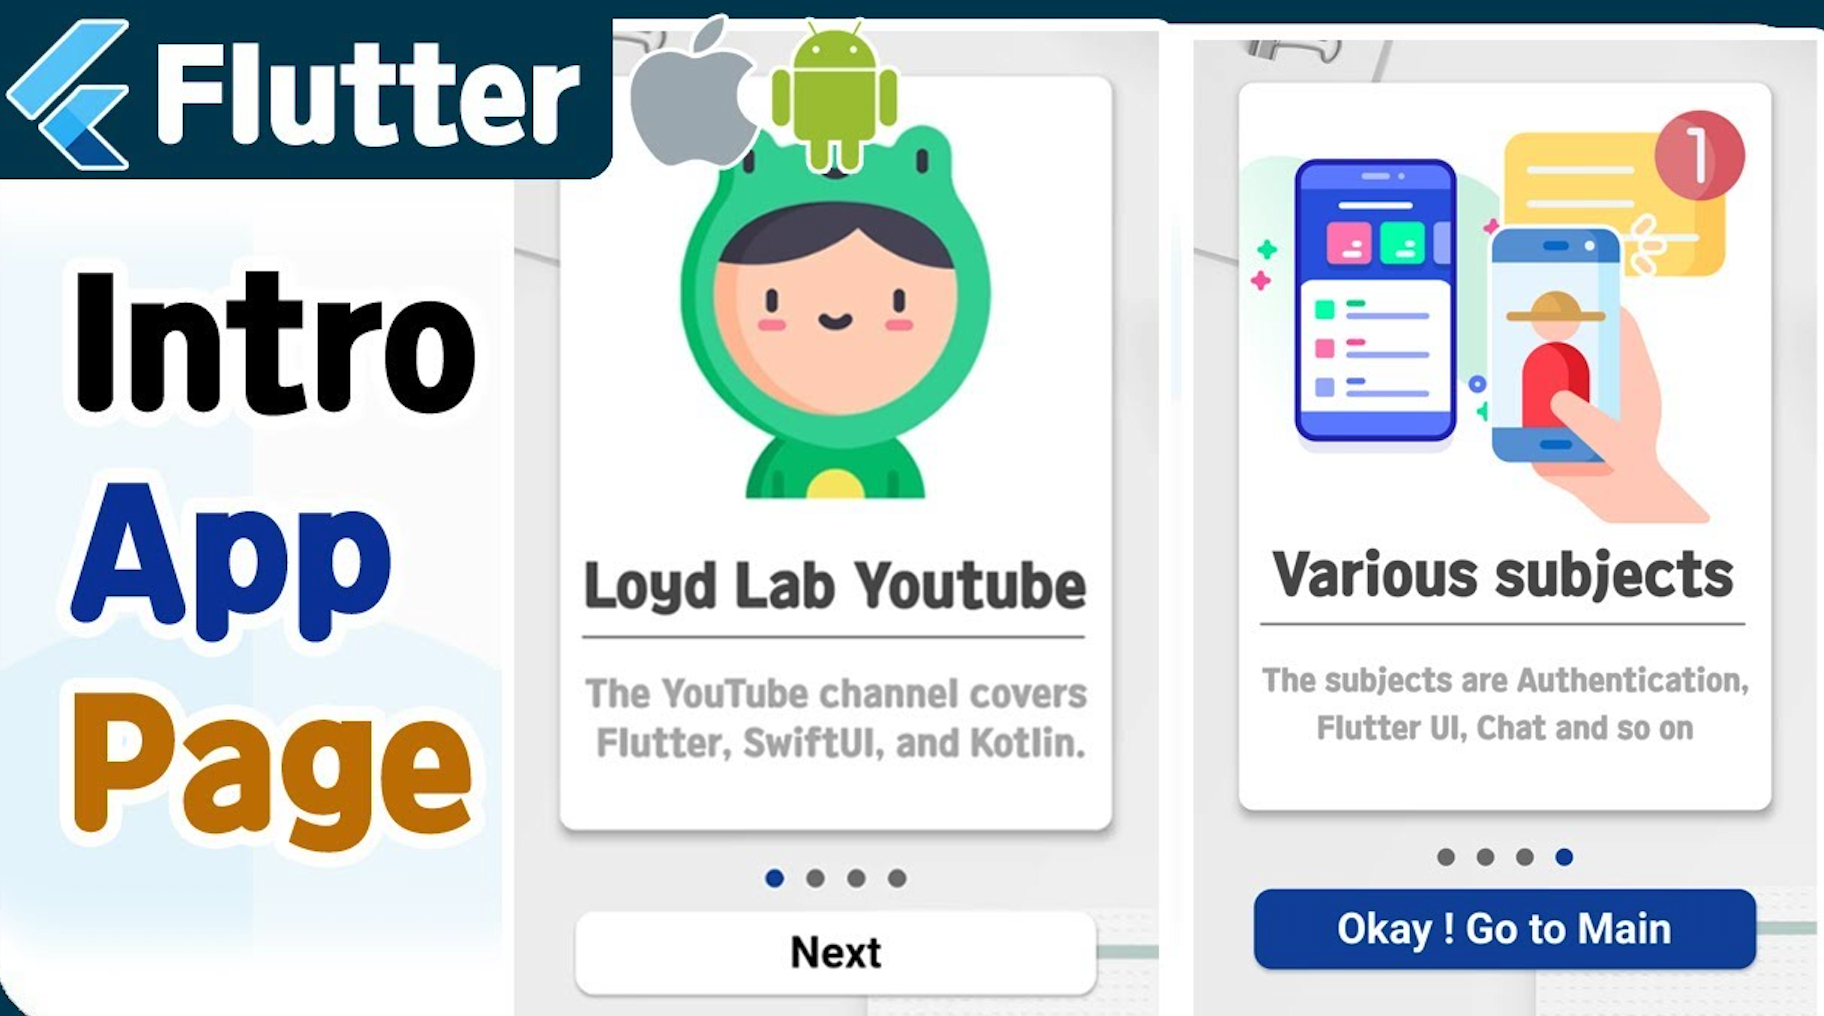 Flutter
Intro
App
Page
Loyd Lab Youtube
The YouTube channel covers
Flutter, SwiftUI, and Kotlin.
Next
1
Various subjects
The subjects are Authentication,
Flutter UI, Chat and so on
Okay ! Go to Main